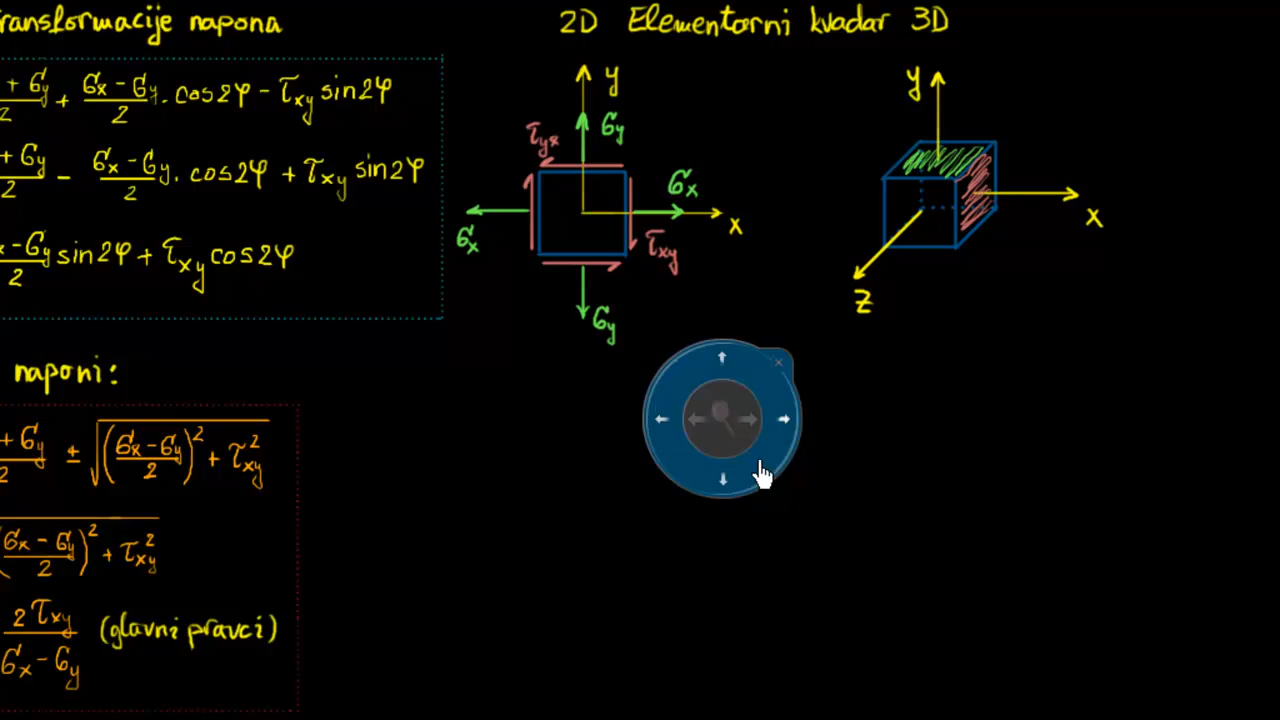 ransformacije napona
2D Elementarni kvadar 3D
+ σy/2 + σx - σy/2 · cos2φ - τxy sin2φ
+ σy/2 - σx - σy/2 · cos2φ + τxy sin2φ
x - σy/2 sin2φ + τxy cos2φ
y
σy
τyx
σx
x
σx
τxy
σy
y
x
z
naponi:
+ σy/2 ± √((σx - σy/2)² + τxy²)
(σx - σy/2)² + τxy²
2τxy/σx - σy (glavni pravci)